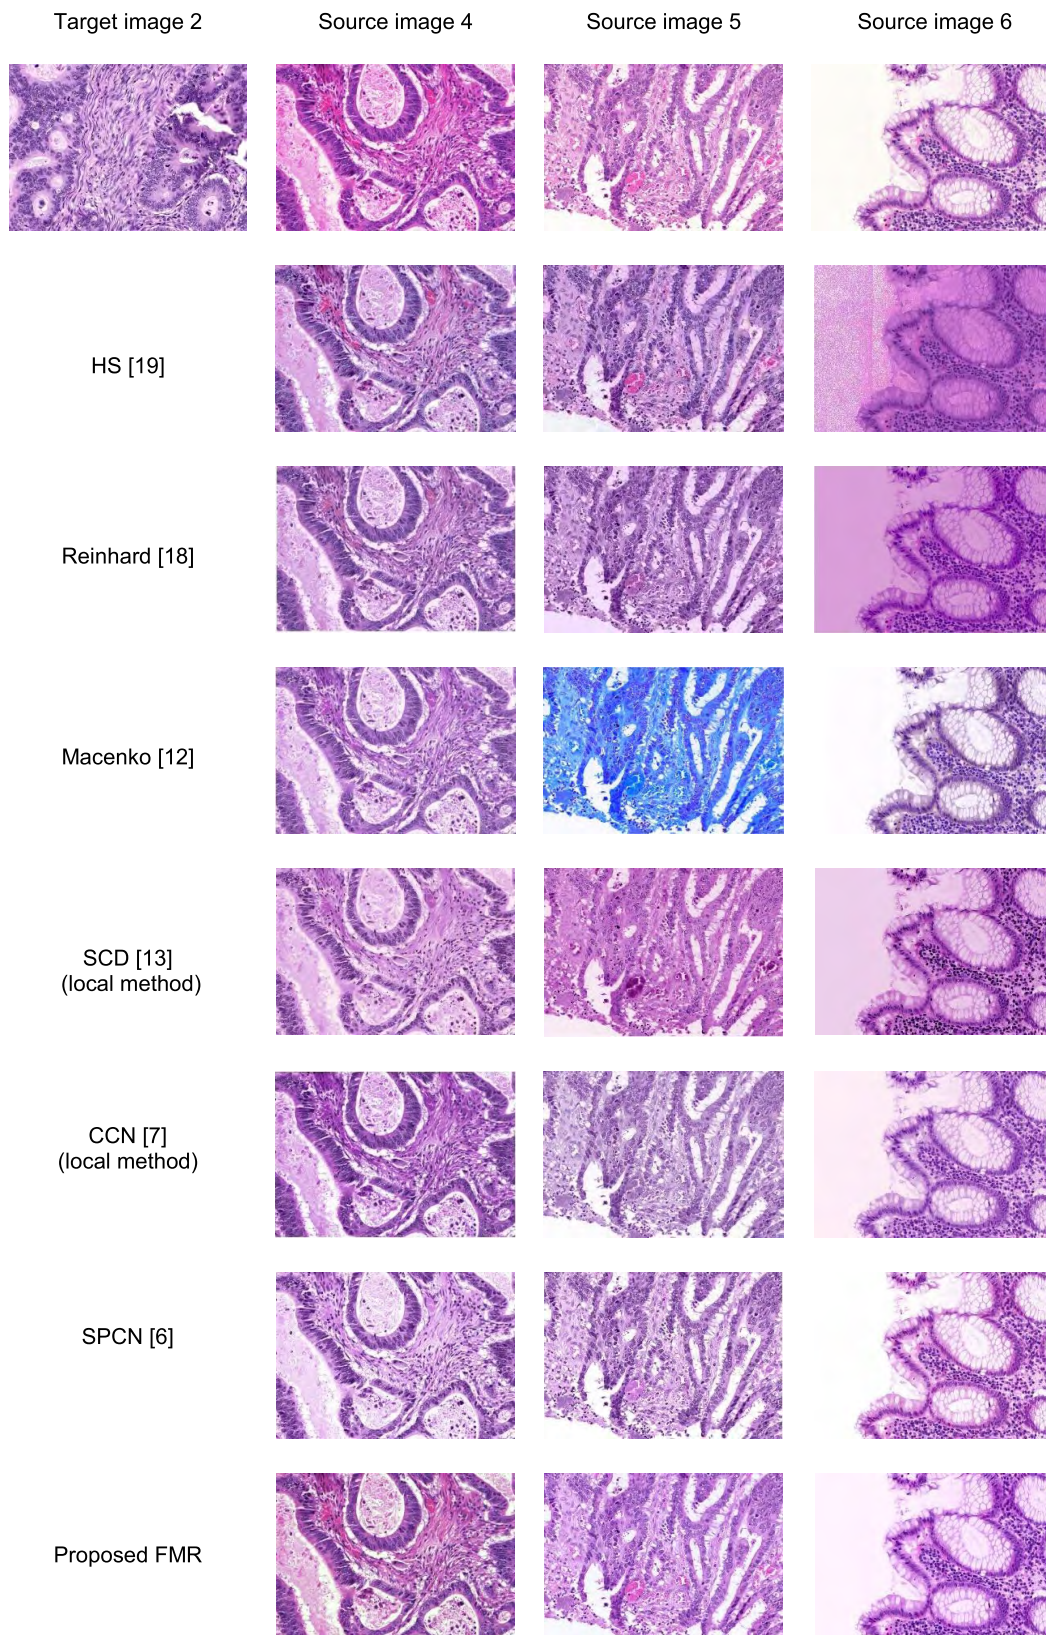 Target image 2
Source image 4
Source image 5
Source image 6
HS [19]
Reinhard [18]
Macenko [12]
SCD [13]
(local method)
CCN [7]
(local method)
SPCN [6]
Proposed FMR